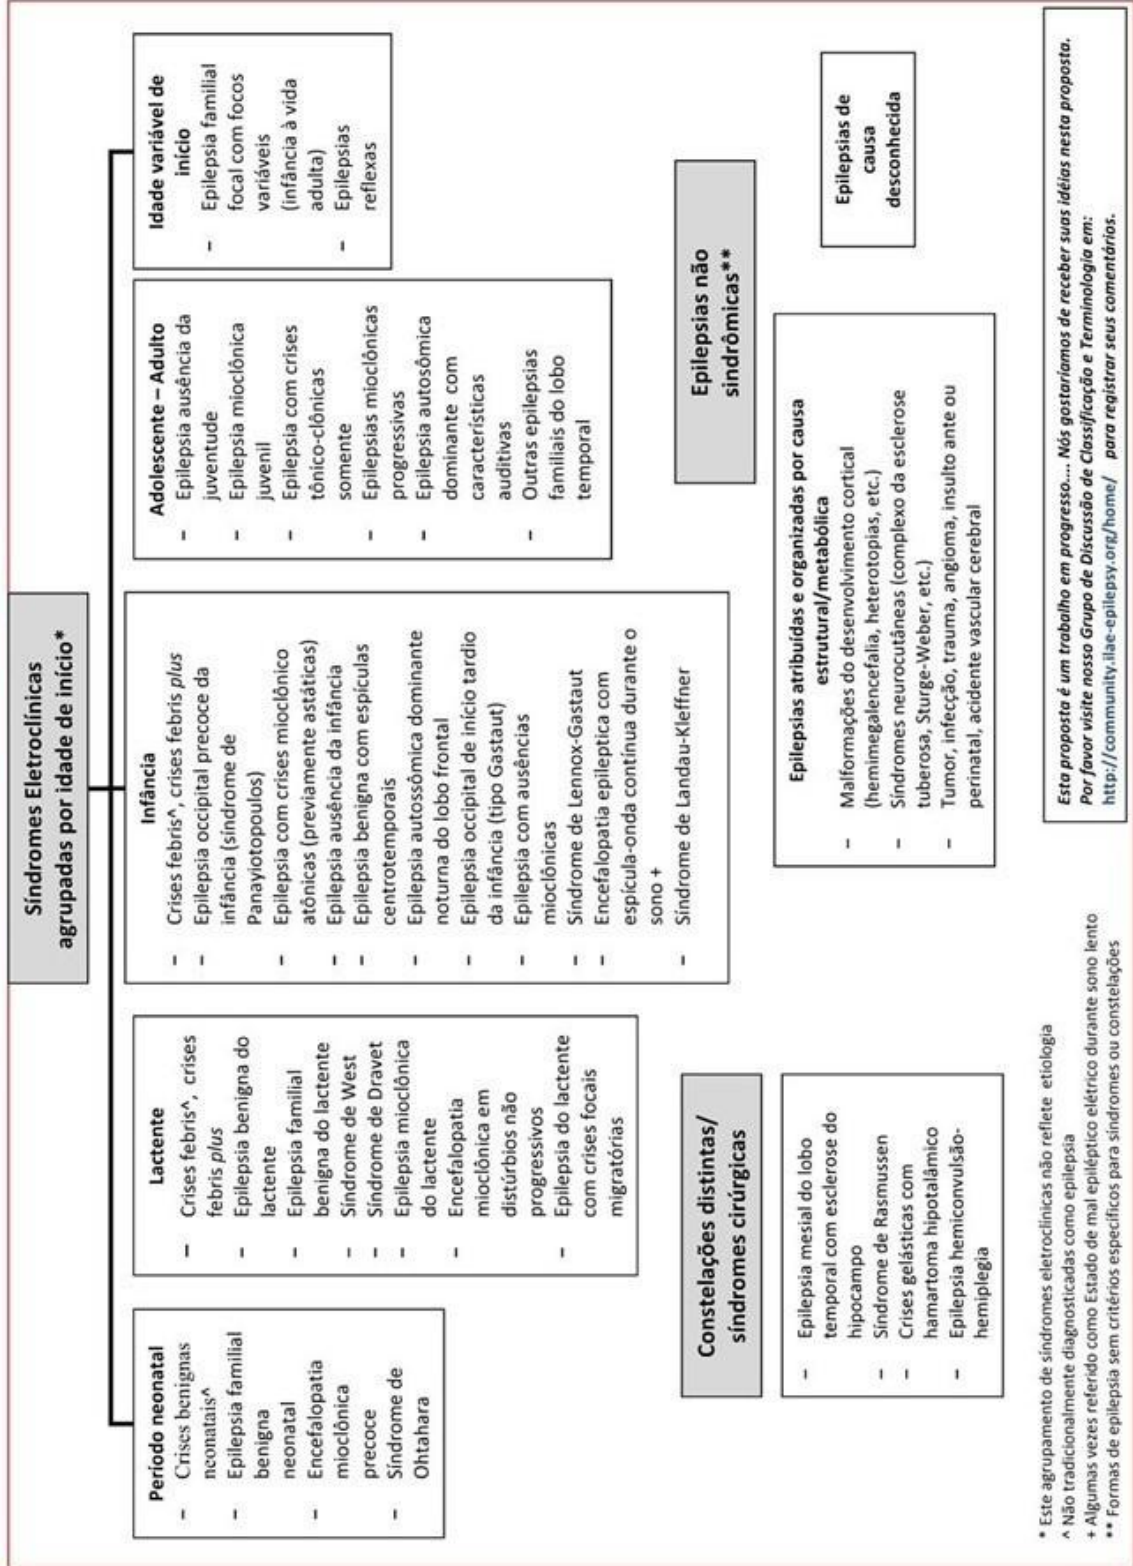 Síndromes Eletroclínicas
agrupadas por idade de início*
Período neonatal
– Crises benignas
neonatais^
– Epilepsia familial
benigna
neonatal
– Encefalopatia
mioclônica
precoce
– Síndrome de
Ohtahara
Lactente
– Crises febris^, crises
febris plus
– Epilepsia benigna do
lactente
– Epilepsia familial
benigna do lactente
– Síndrome de West
– Síndrome de Dravet
– Epilepsia mioclônica
do lactente
– Encefalopatia
mioclônica em
distúrbios não
progressivos
– Epilepsia do lactente
com crises focais
migratórias
Infância
– Crises febris^, crises febris plus
– Epilepsia occipital precoce da
infância (síndrome de
Panayiotopoulos)
– Epilepsia com crises mioclônico
atônicas (previamente astáticas)
– Epilepsia ausência da infância
– Epilepsia benigna com espículas
centrotemporais
– Epilepsia autossômica dominante
noturna do lobo frontal
– Epilepsia occipital de início tardio
da infância (tipo Gastaut)
– Epilepsia com ausências
mioclônicas
– Síndrome de Lennox-Gastaut
– Encefalopatia epileptica com
espícula-onda contínua durante o
sono +
– Síndrome de Landau-Kleffner
Adolescente – Adulto
– Epilepsia ausência da
juventude
– Epilepsia mioclônica
juvenil
– Epilepsia com crises
tônico-clônicas
somente
– Epilepsias mioclônicas
progressivas
– Epilepsia autosômica
dominante com
características
auditivas
– Outras epilepsias
familiais do lobo
temporal
Idade variável de
início
– Epilepsia familial
focal com focos
variáveis
(infância à vida
adulta)
– Epilepsias
reflexas
Constelações distintas/
síndromes cirúrgicas
– Epilepsia mesial do lobo
temporal com esclerose do
hipocampo
– Síndrome de Rasmussen
– Crises gelásticas com
hamartoma hipotalâmico
– Epilepsia hemiconvulsão-
hemiplegia
Epilepsias não
sindrômicas**
Epilepsias atribuídas e organizadas por causa
estrutural/metabólica
– Malformações do desenvolvimento cortical
(hemimegalencefalia, heterotopias, etc.)
– Síndromes neurocutâneas (complexo da esclerose
tuberosa, Sturge-Weber, etc.)
– Tumor, infecção, trauma, angioma, insulto ante ou
perinatal, acidente vascular cerebral
Epilepsias de
causa
desconhecida
* Este agrupamento de síndromes eletroclínicas não reflete etiologia
^ Não tradicionalmente diagnosticadas como epilepsia
+ Algumas vezes referido como Estado de mal epiléptico elétrico durante sono lento
** Formas de epilepsia sem critérios específicos para síndromes ou constelações
Esta proposta é um trabalho em progresso... Nós gostaríamos de receber suas idéias nesta proposta.
Por favor visite nosso Grupo de Discussão de Classificação e Terminologia em:
http://community.ilae-epilepsy.org/home/ para registrar seus comentários.